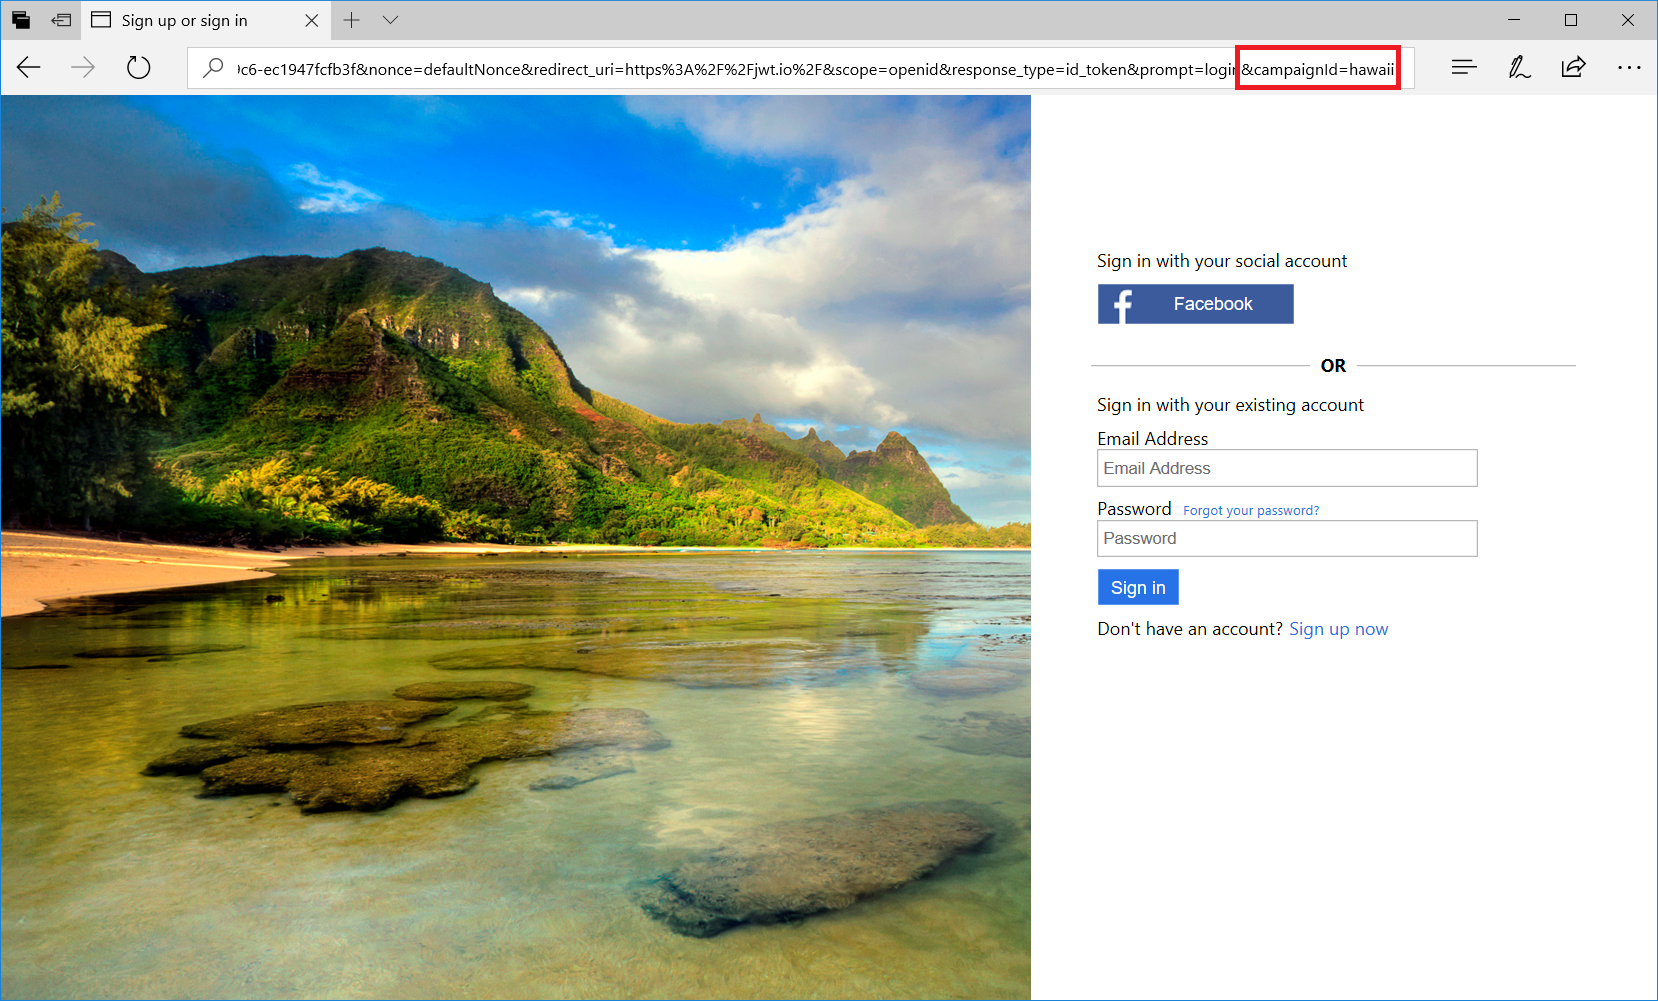 Sign up or sign in
9c6-ec1947fcfb3f&nonce=defaultNonce&redirect_uri=https%3A%2F%2Fjwt.io%2F&scope=openid&response_type=id_token&prompt=login&campaignId=hawaii
Sign in with your social account
f Facebook
OR
Sign in with your existing account
Email Address
Email Address
Password Forgot your password?
Password
Sign in
Don't have an account? Sign up now